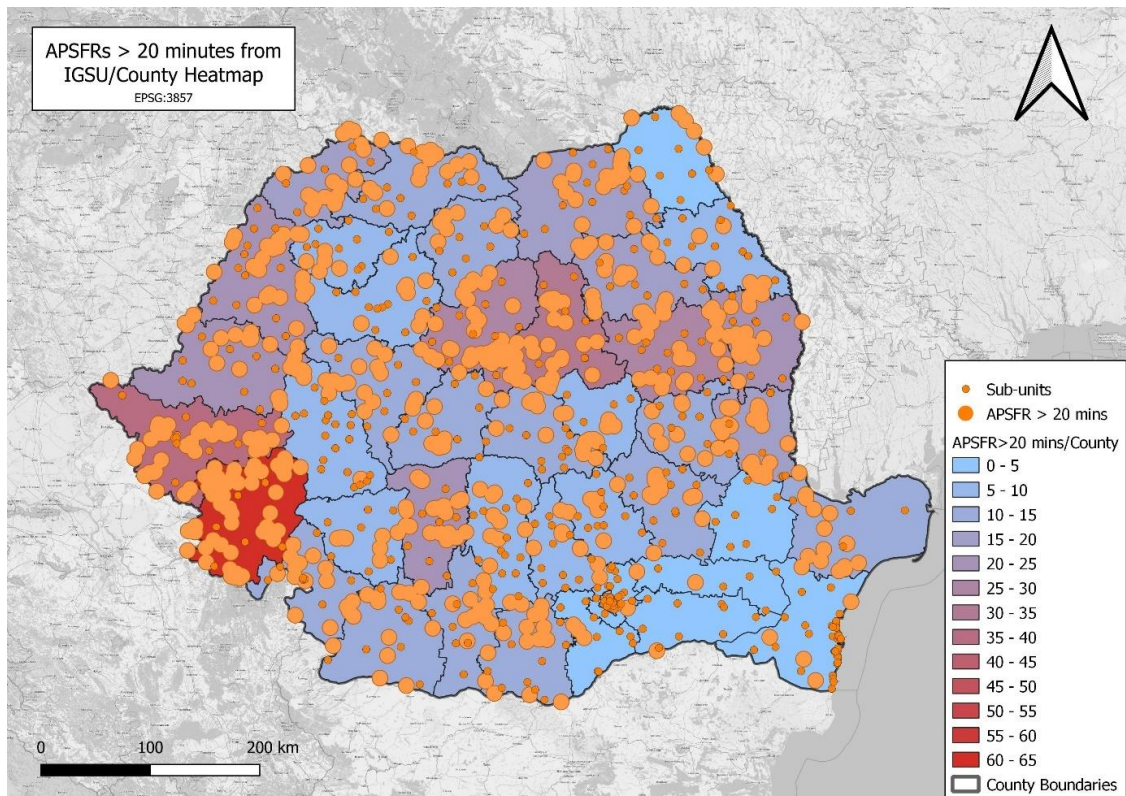 APSFRs > 20 minutes from
IGSU/County Heatmap
EPSG:3857
Sub-units
APSFR > 20 mins
APSFR>20 mins/County
0 - 5
5 - 10
10 - 15
15 - 20
20 - 25
25 - 30
30 - 35
35 - 40
40 - 45
45 - 50
50 - 55
55 - 60
60 - 65
County Boundaries
0 100 200 km